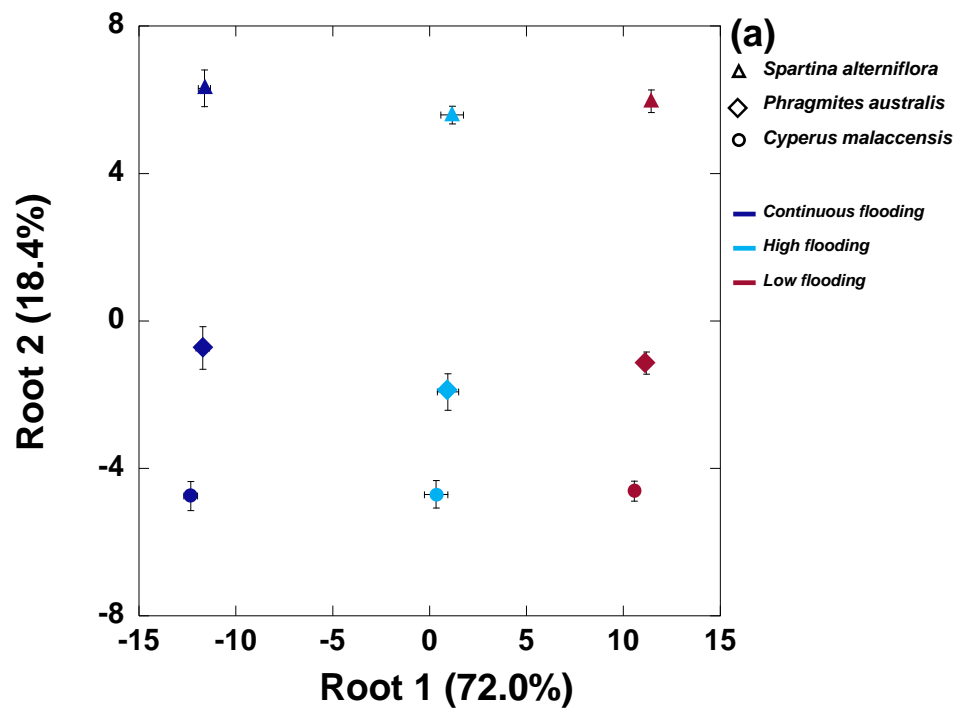 (a)
Spartina alterniflora
Phragmites australis
Cyperus malaccensis
Continuous flooding
High flooding
Low flooding
8
4
0
-4
-8
Root 2 (18.4%)
-15 -10 -5 0 5 10 15
Root 1 (72.0%)